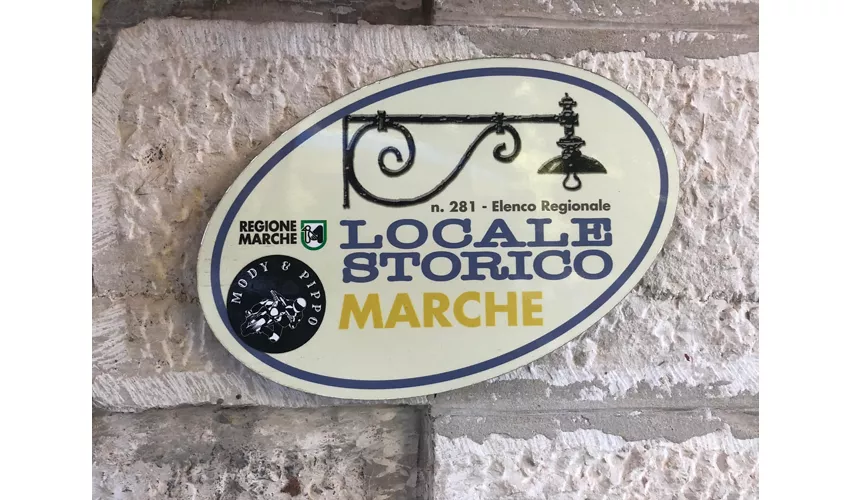 n. 281 - Elenco Regionale
REGIONE
MARCHE
LOCALE
STORICO
MARCHE
MODY & PIPPO